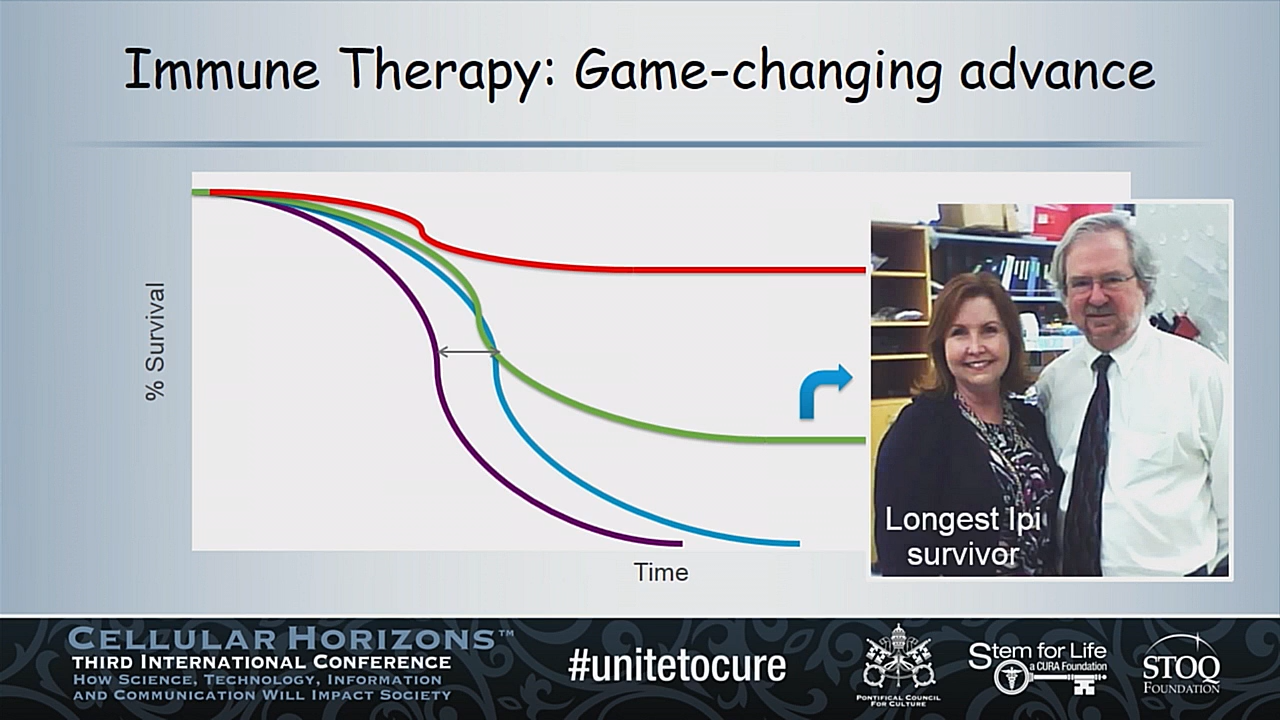 Immune Therapy: Game-changing advance
% Survival
Time
Longest Ipi
survivor
CELLULAR HORIZONS™
THIRD INTERNATIONAL CONFERENCE
HOW SCIENCE, TECHNOLOGY, INFORMATION
AND COMMUNICATION WILL IMPACT SOCIETY
#unitetocure
PONTIFICAL COUNCIL
FOR CULTURE
Stem for Life
a CURA Foundation
STOQ
FOUNDATION